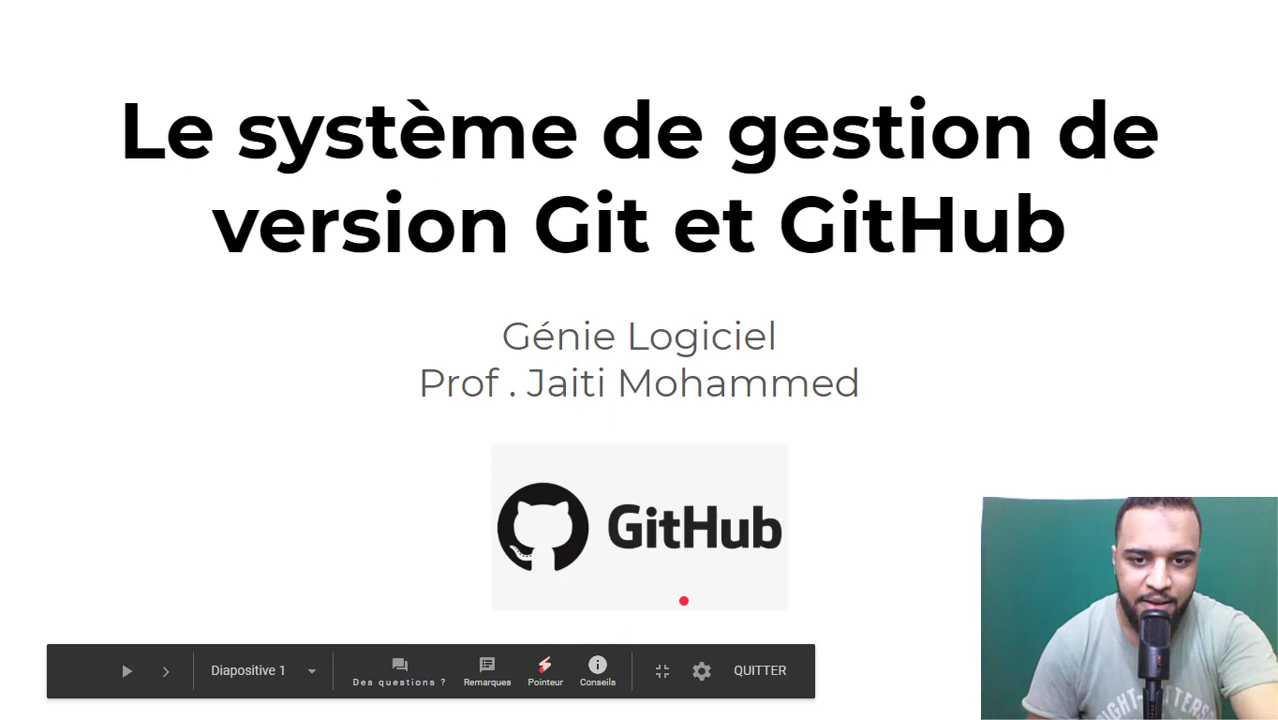 Le système de gestion de
version Git et GitHub
Génie Logiciel
Prof . Jaiti Mohammed
GitHub
Diapositive 1
Des questions ?
Remarques
Pointeur
Conseils
QUITTER